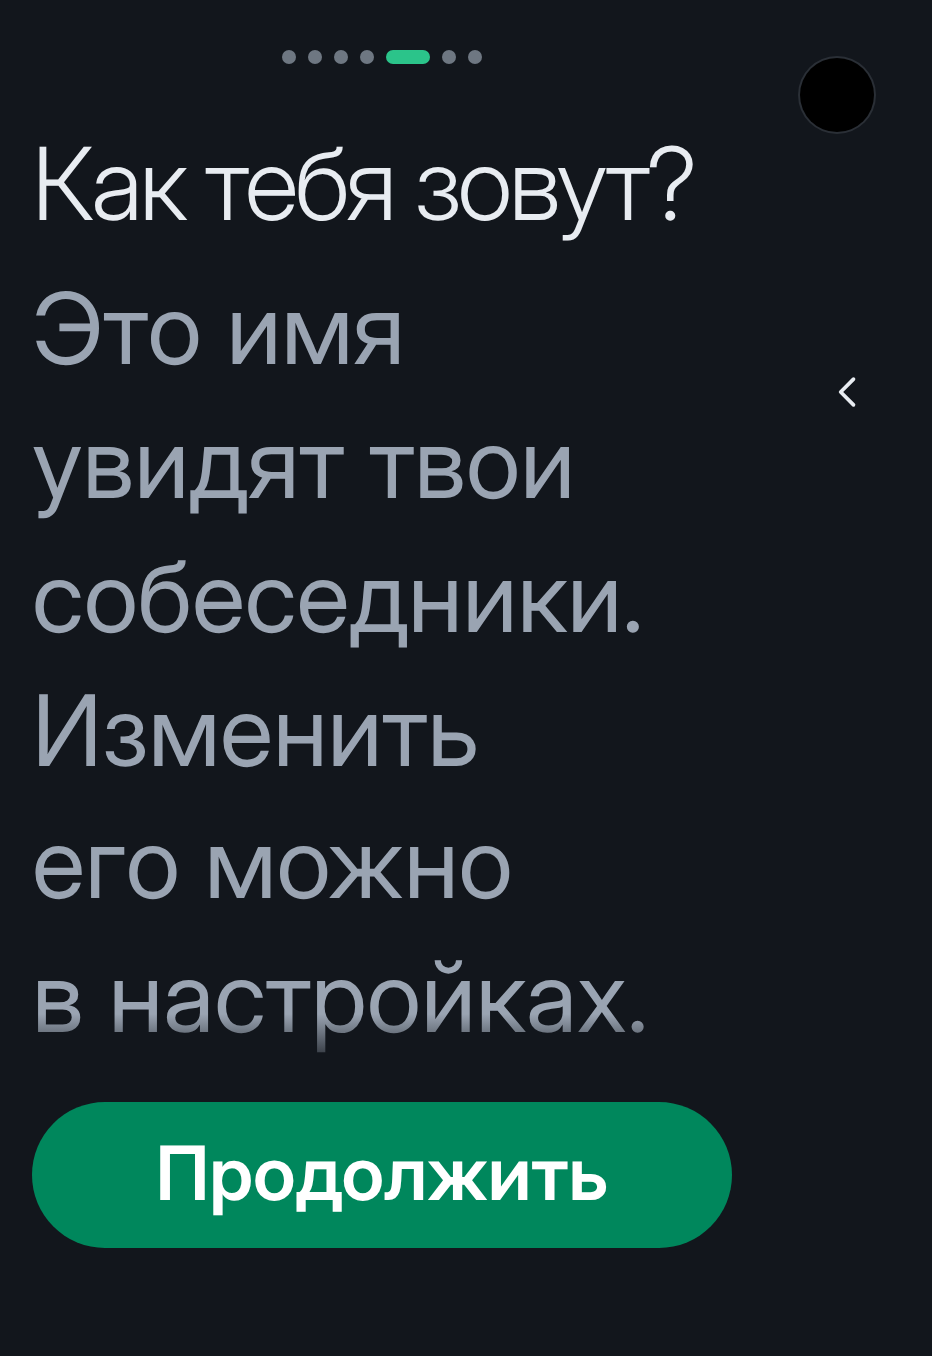 Как тебя зовут?
Это имя
увидят твои
собеседники.
Изменить
его можно
в настройках.
Продолжить